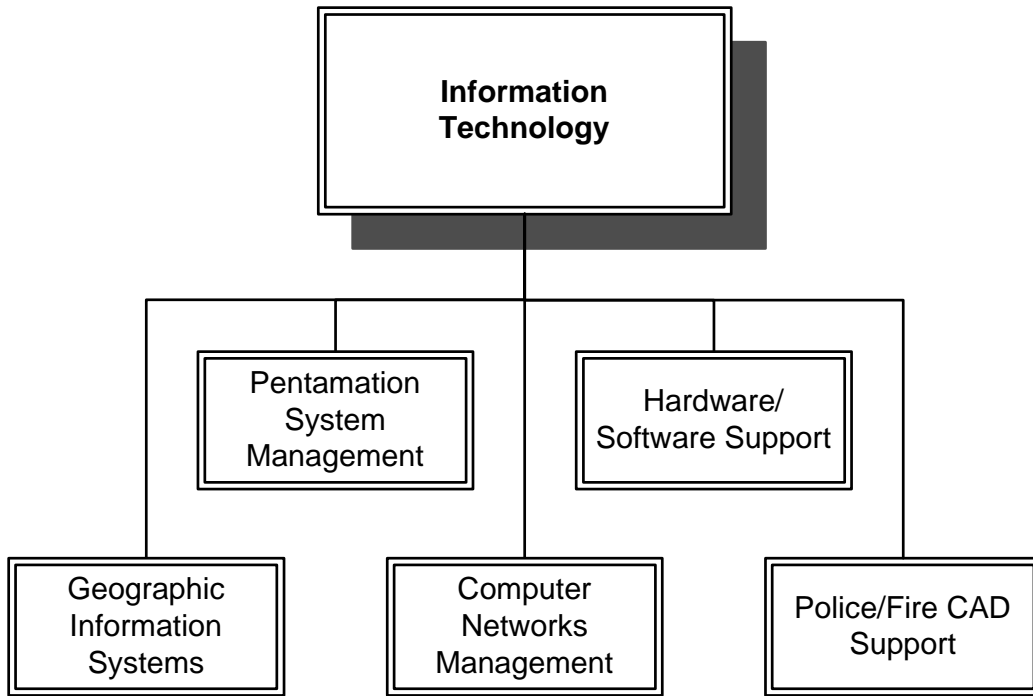 Information
Technology
Pentamation
System
Management
Hardware/
Software Support
Geographic
Information
Systems
Computer
Networks
Management
Police/Fire CAD
Support